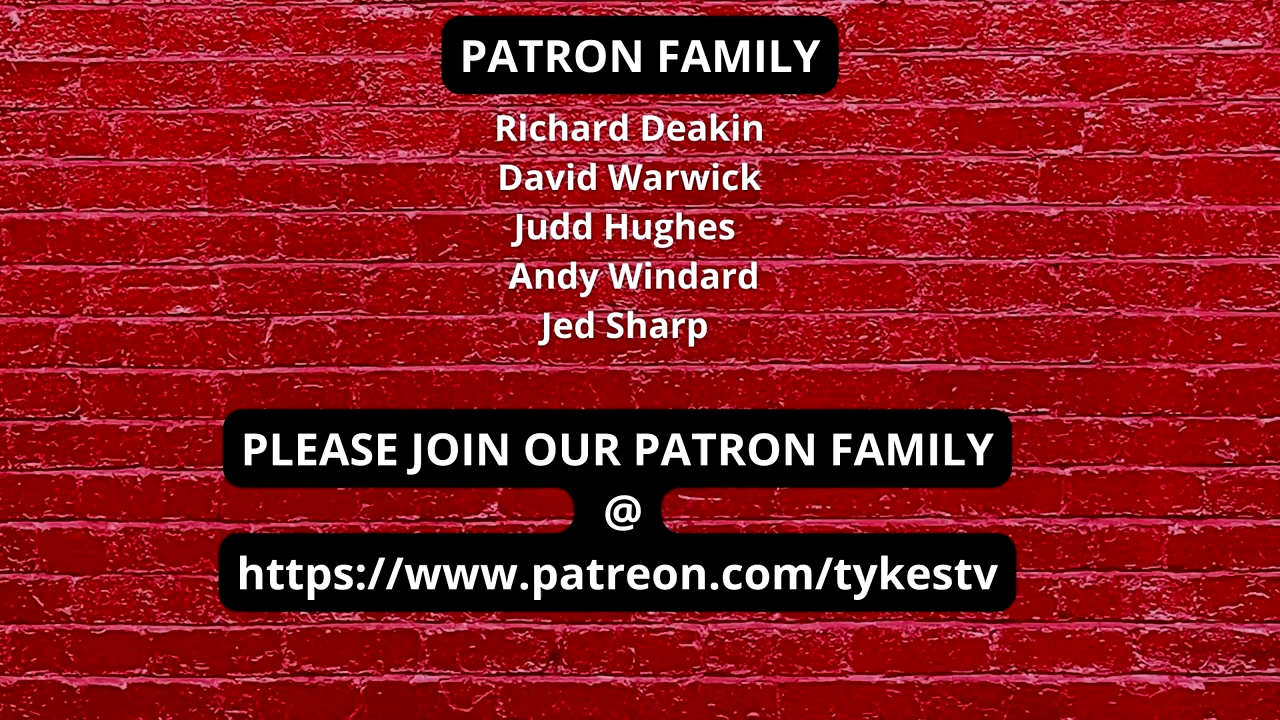 PATRON FAMILY
Richard Deakin
David Warwick
Judd Hughes
Andy Windard
Jed Sharp
PLEASE JOIN OUR PATRON FAMILY
@
https://www.patreon.com/tykestv